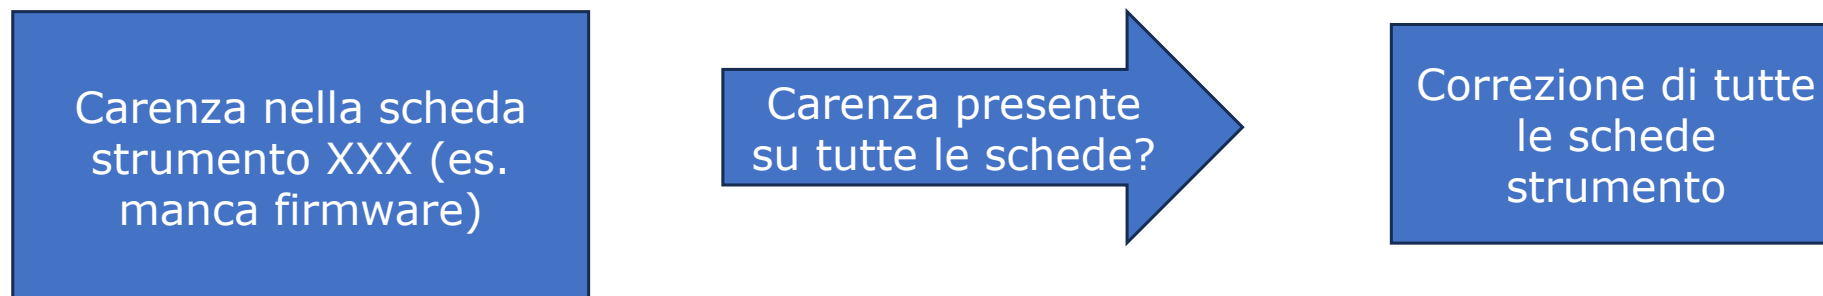 Carenza nella scheda
strumento XXX (es.
manca firmware)
Carenza presente
su tutte le schede?
Correzione di tutte
le schede
strumento